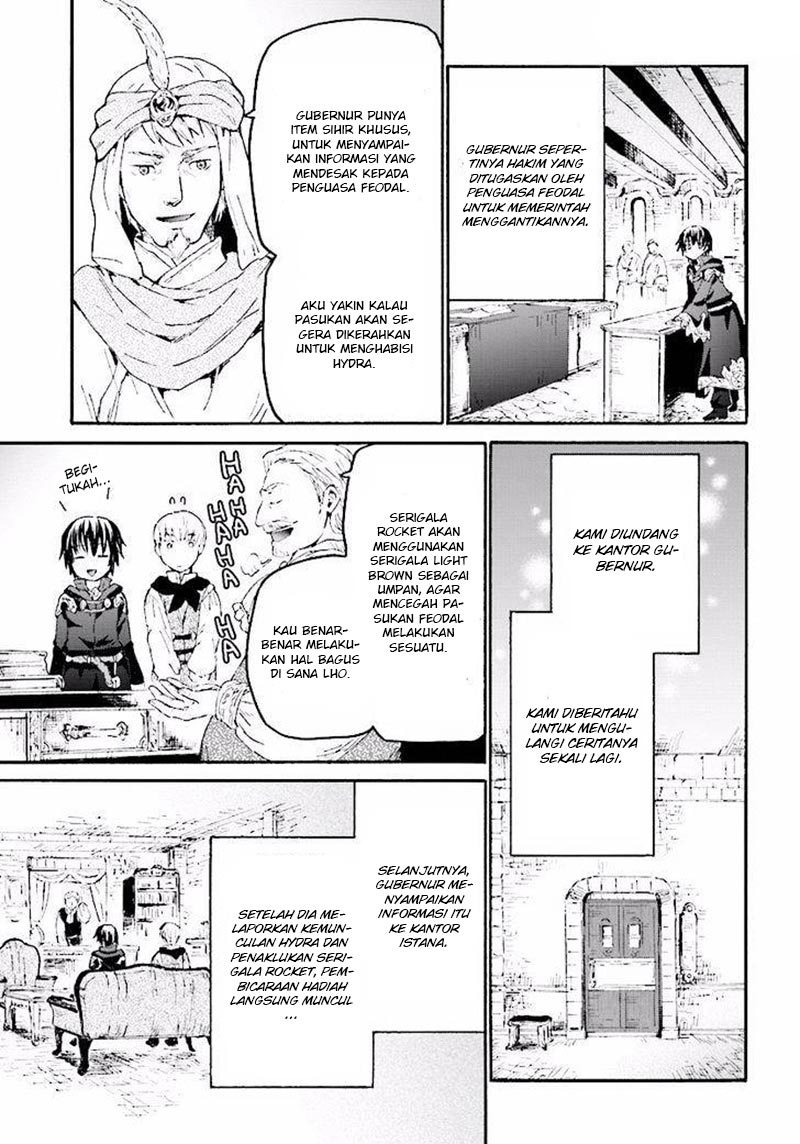 GUBERNUR SEPER-
TINYA HAKIM YANG
DITUGASKAN OLEH
PENGUASA FEODAL
UNTUK MEMERINTAH
MENGGANTIKANNYA.
GUBERNUR PUNYA
ITEM SIHIR KHUSUS,
UNTUK MENYAMPAI-
KAN INFORMASI YANG
MENDESAK KEPADA
PENGUASA FEODAL.
AKU YAKIN KALAU
PASUKAN AKAN SE-
GERA DIKERAHKAN
UNTUK MENGHABISI
HYDRA.
KAMI DIUNDANG
KE KANTOR GU-
BERNUR.
KAMI DIBERITAHU
UNTUK MENGU-
LANGI CERITANYA
SEKALI LAGI.
SERIGALA
ROCKET AKAN
MENGGUNAKAN
SERIGALA LIGHT
BROWN SEBAGAI
UMPAN, AGAR
MENCEGAH PA-
SUKAN FEODAL
MELAKUKAN
SESUATU.
KAU BENAR-
BENAR MELAKU-
KAN HAL BAGUS
DI SANA LHO.
HAHA HAHA HA
HAHA HA
BEGI-
TUKAH...
SELANJUTNYA,
GUBERNUR ME-
NYAMPAIKAN
INFORMASI ITU
KE KANTOR
ISTANA.
SETELAH DIA ME-
LAPORKAN KEMUN-
CULAN HYDRA DAN
PENAKLUKAN SERI-
GALA ROCKET, PEM-
BICARAAN HADIAH
LANGSUNG MUNCUL
...